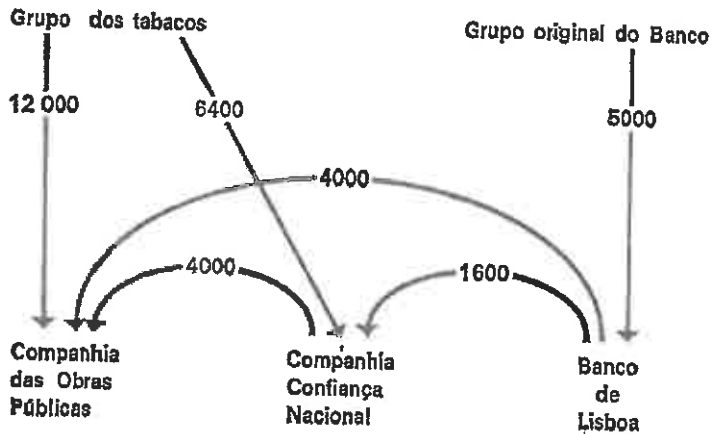 Grupo dos tabacos
Grupo original do Banco
12 000
6400
5000
4000
4000
1600
Companhia
das Obras
Públicas
Companhia
Confiança
Nacional
Banco
de
Lisboa